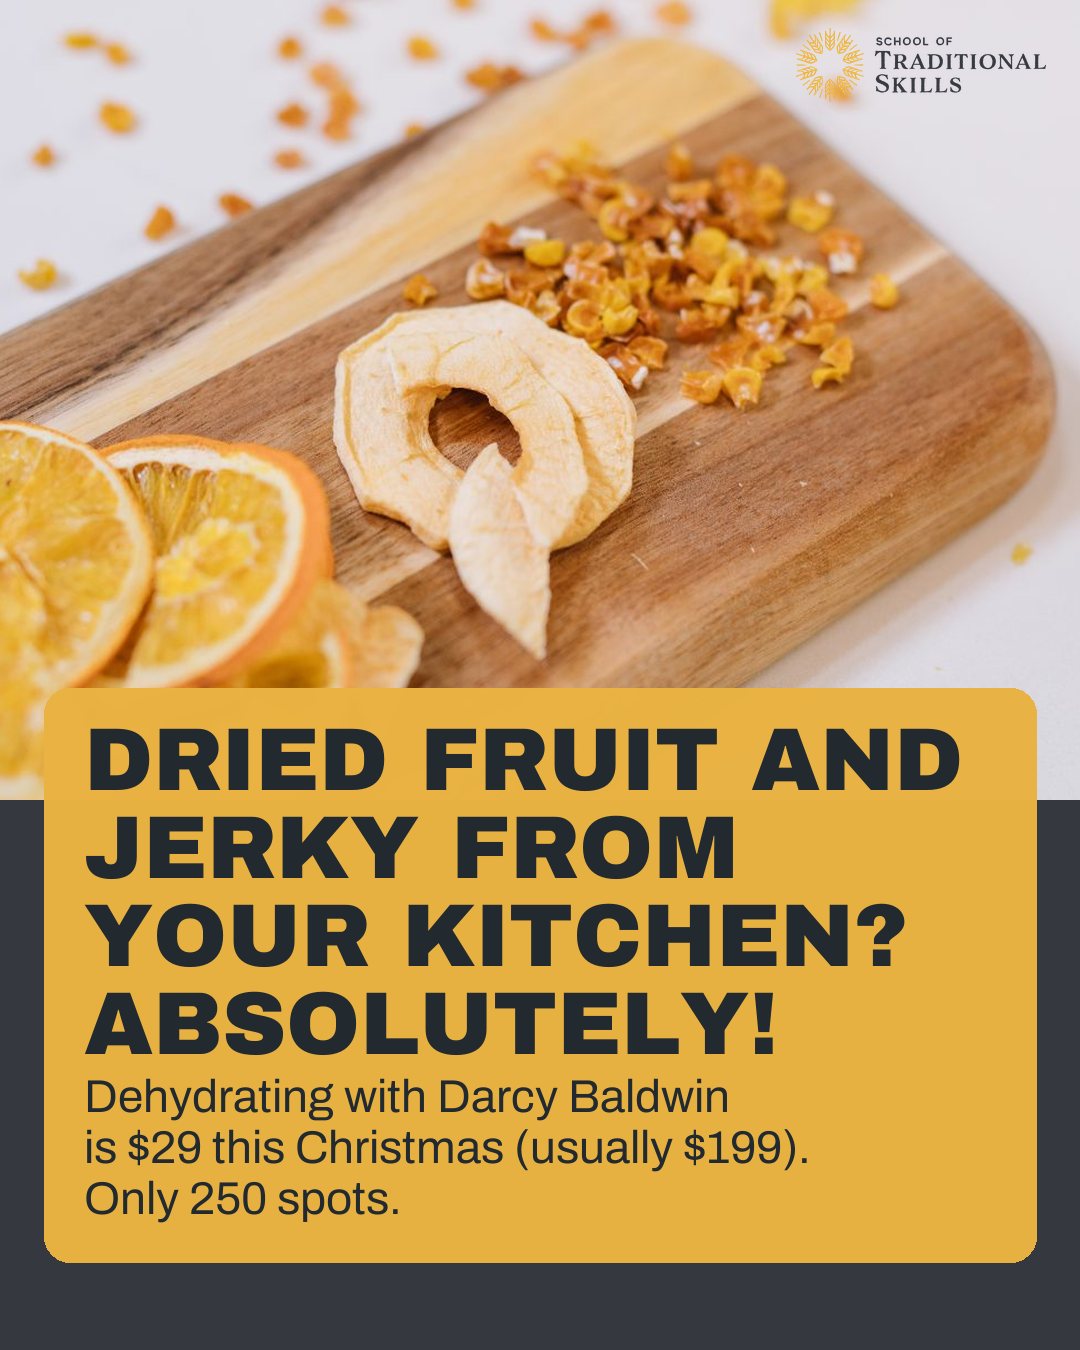 SCHOOL OF
TRADITIONAL
SKILLS
DRIED FRUIT AND
JERKY FROM
YOUR KITCHEN?
ABSOLUTELY!
Dehydrating with Darcy Baldwin
is $29 this Christmas (usually $199).
Only 250 spots.